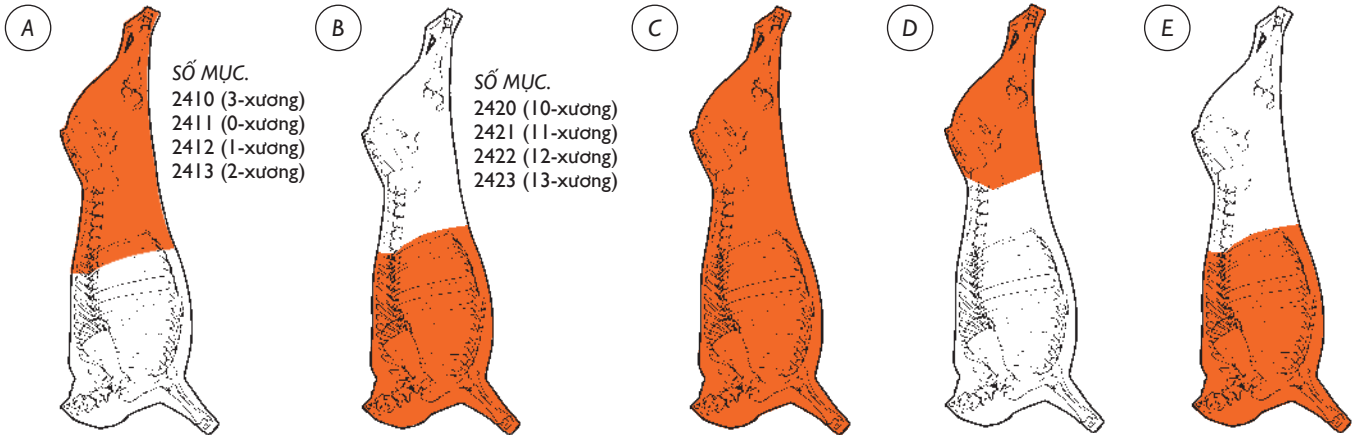 A
SỐ MỤC.
2410 (3-xương)
2411 (0-xương)
2412 (1-xương)
2413 (2-xương)
B
SỐ MỤC.
2420 (10-xương)
2421 (11-xương)
2422 (12-xương)
2423 (13-xương)
C
D
E